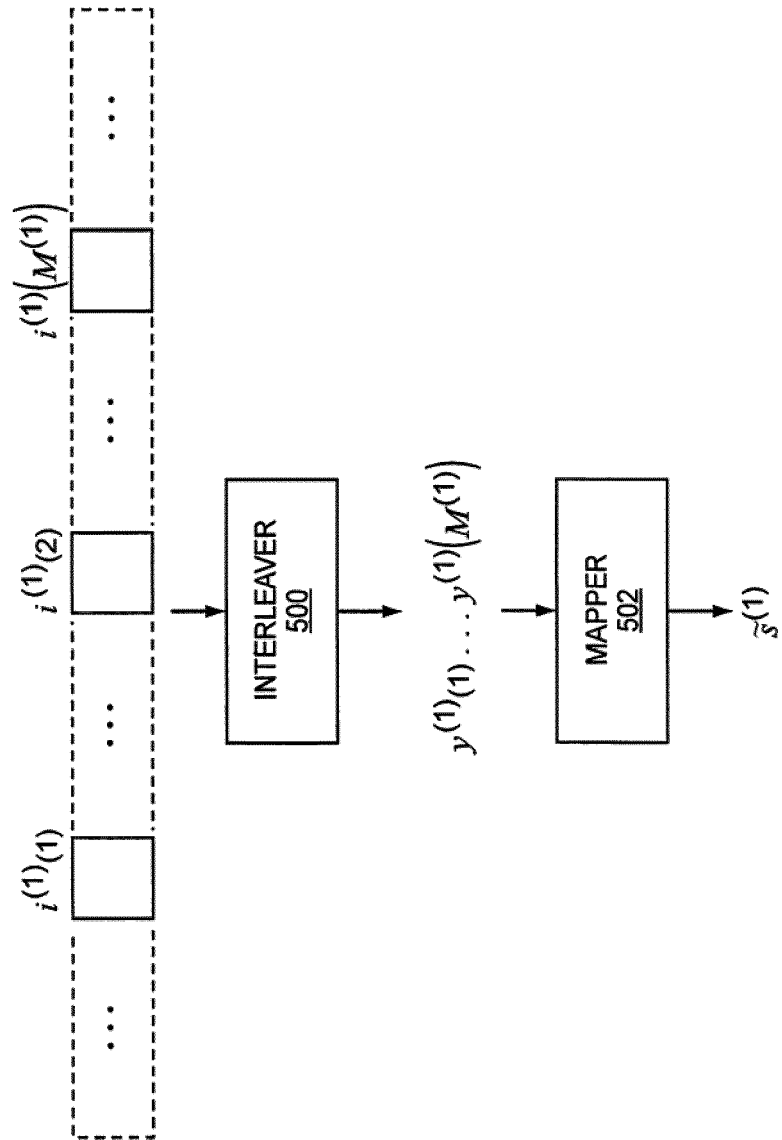 i^(1)(1) i^(1)(2) i^(1)(M^(1))
... ... ... ...
INTERLEAVER
500
y^(1)(1) ... y^(1)(M^(1))
MAPPER
502
s̃^(1)